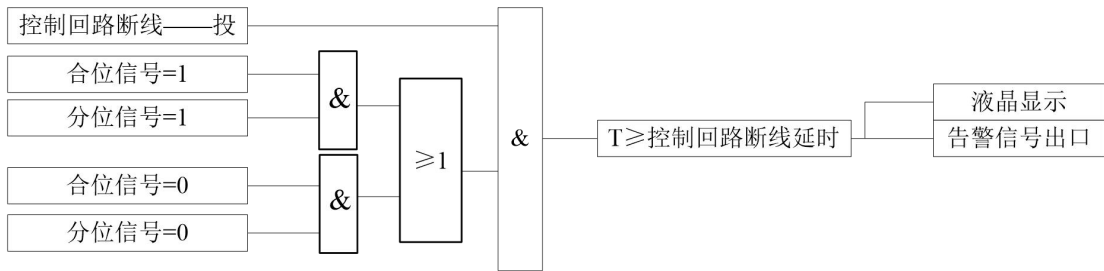 控制回路断线——投
合位信号=1
分位信号=1
&
合位信号=0
分位信号=0
&
≥1
&
T≥控制回路断线延时
液晶显示
告警信号出口